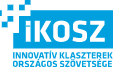 iKOSZ
INNOVATÍV KLASZTEREK
ORSZÁGOS SZÖVETSÉGE